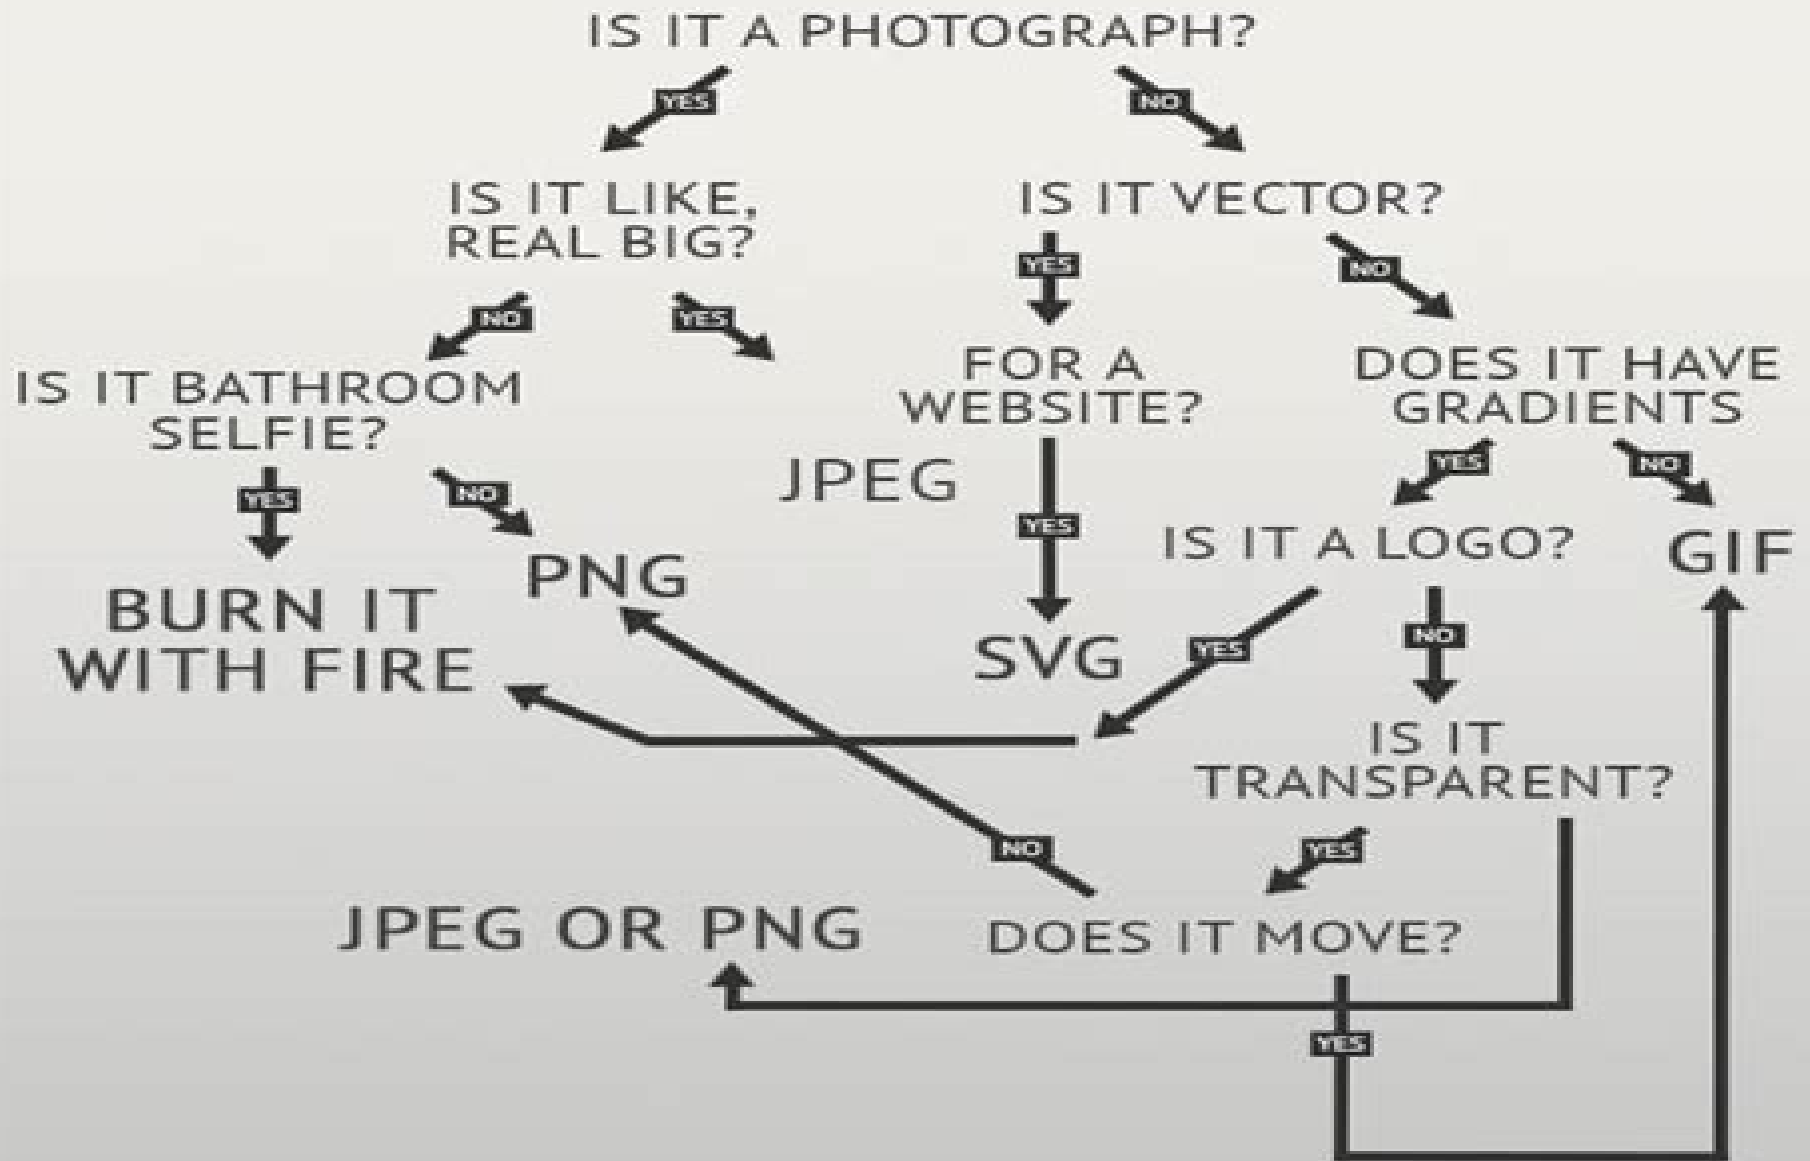 IS IT A PHOTOGRAPH?
YES
NO
IS IT LIKE,
REAL BIG?
IS IT VECTOR?
YES
NO
NO
YES
IS IT BATHROOM
SELFIE?
FOR A
WEBSITE?
DOES IT HAVE
GRADIENTS
YES
NO
JPEG
YES
NO
YES
IS IT A LOGO?
GIF
PNG
BURN IT
WITH FIRE
SVG
YES
NO
IS IT
TRANSPARENT?
NO
YES
JPEG OR PNG
DOES IT MOVE?
YES